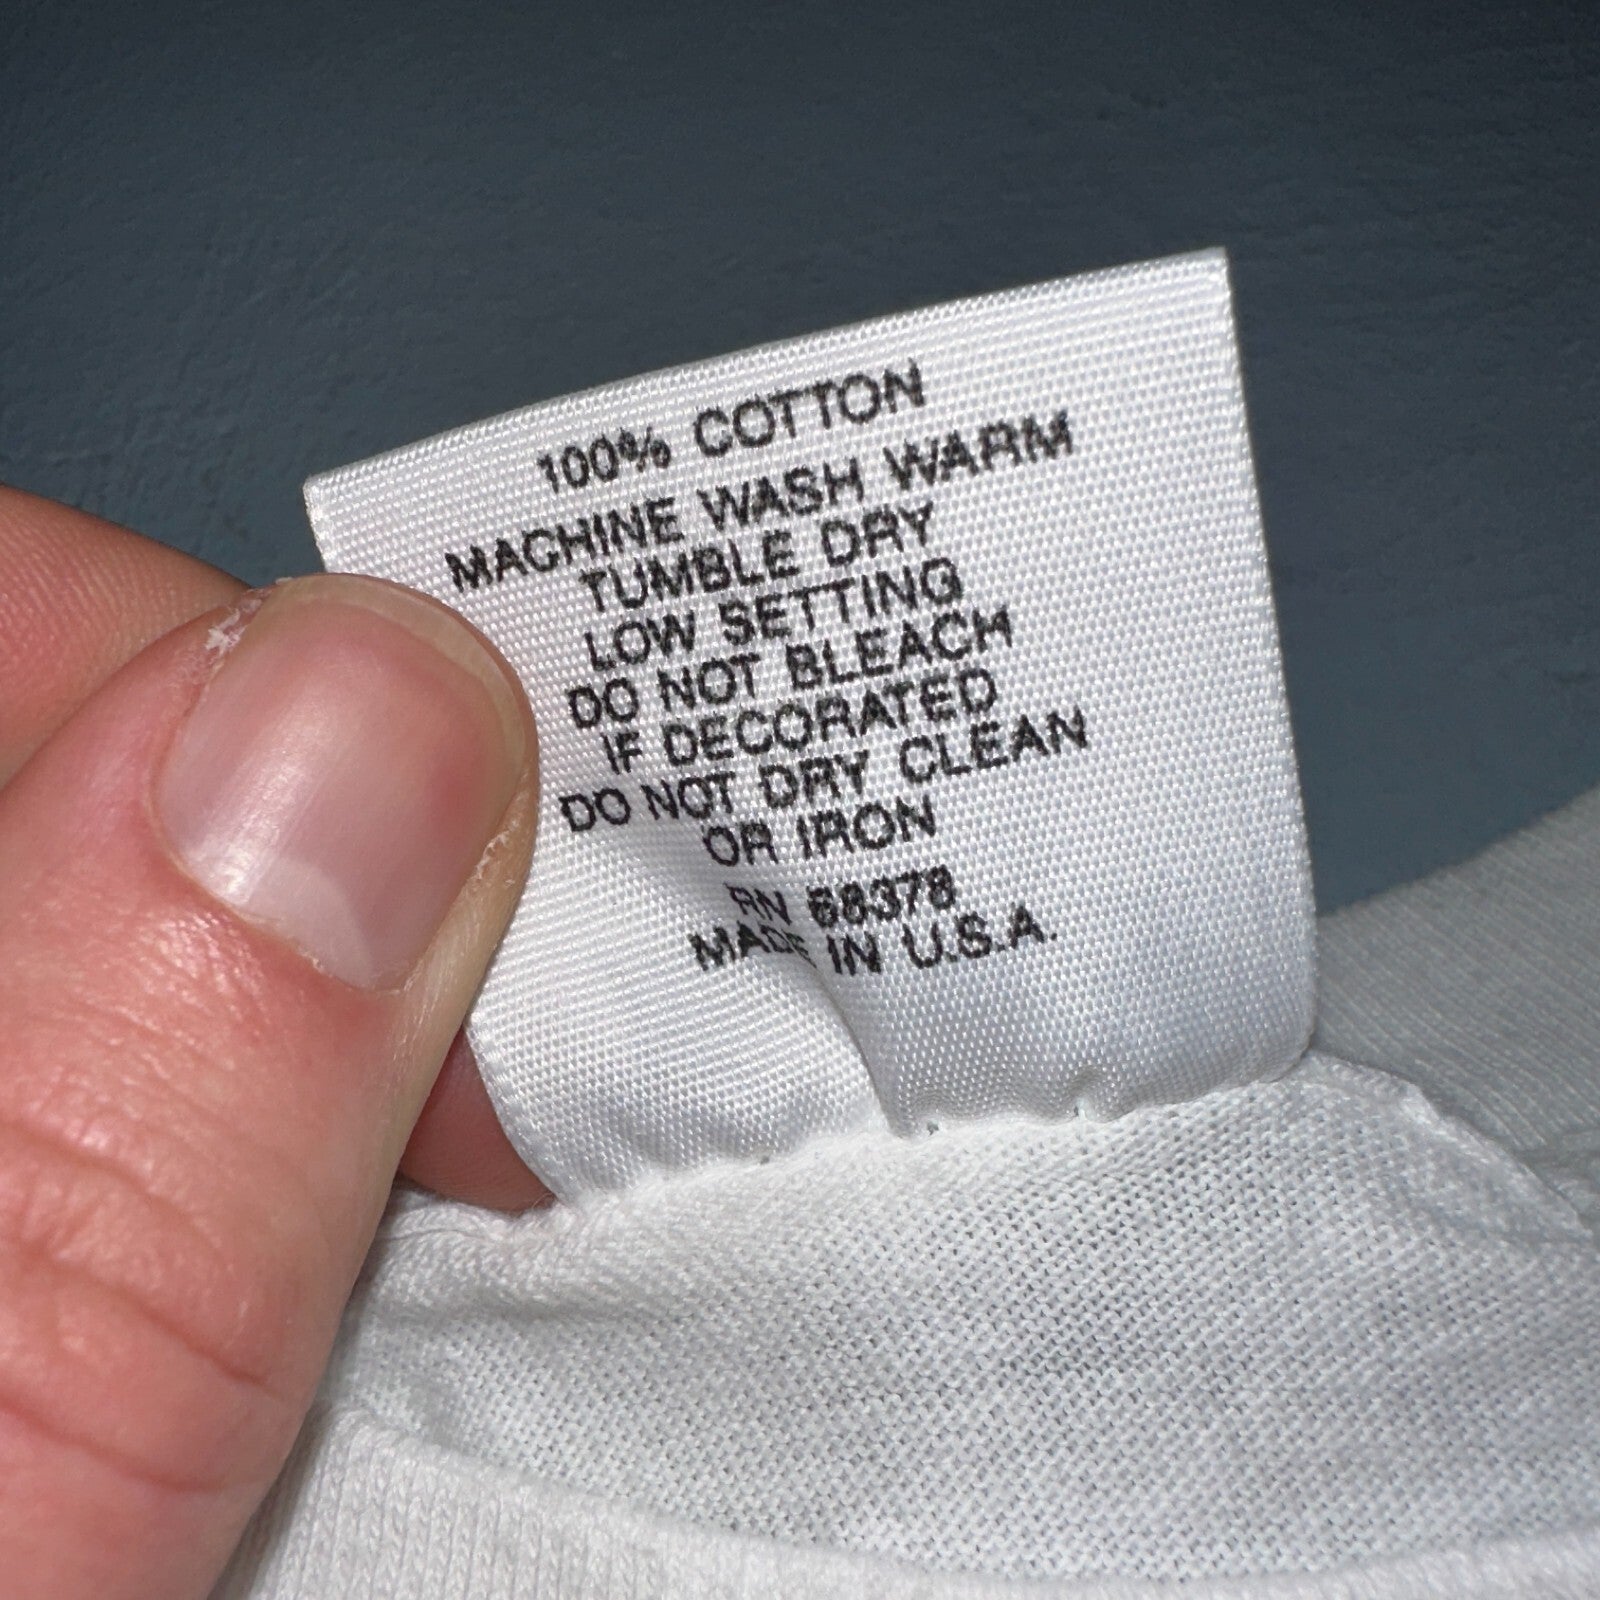 100% COTTON
MACHINE WASH WARM
TUMBLE DRY
LOW SETTING
DO NOT BLEACH
IF DECORATED
DO NOT DRY CLEAN
OR IRON
RN 68378
MADE IN U.S.A.